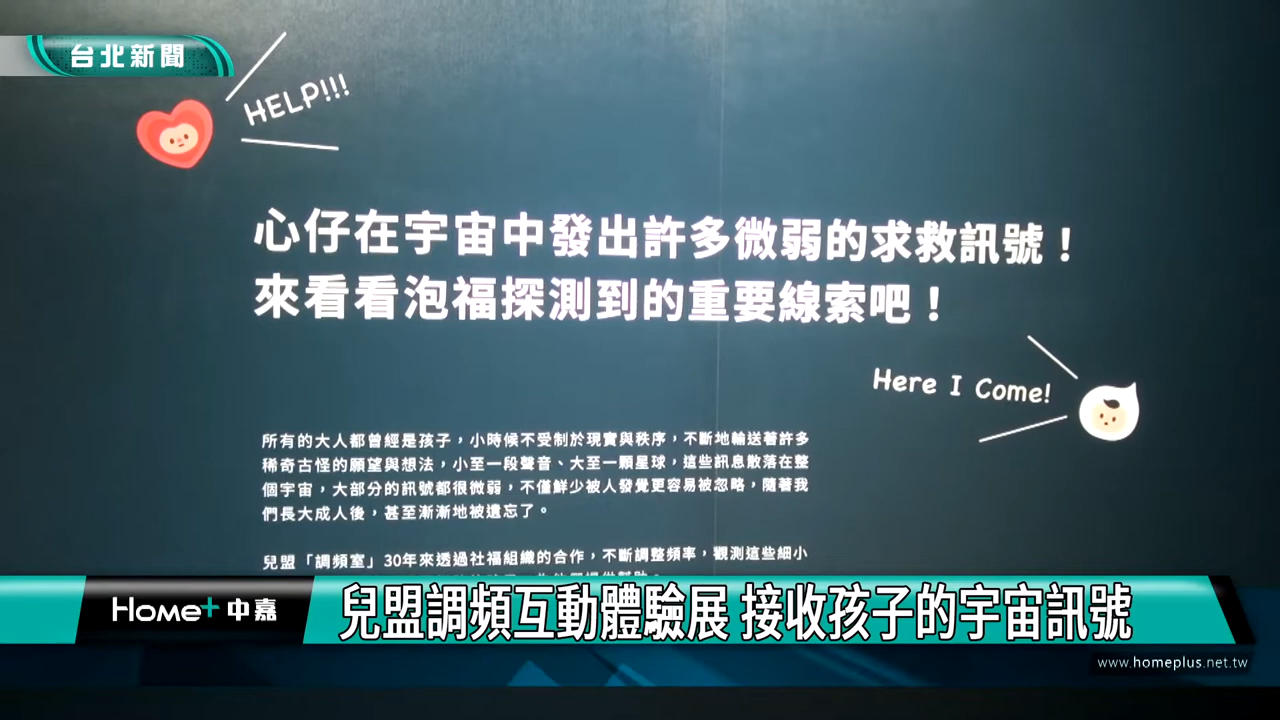 台北新聞
HELP!!!
心仔在宇宙中發出許多微弱的求救訊號！
來看看泡福探測到的重要線索吧！
Here I Come!
所有的大人都曾經是孩子，小時候不受制於現實與秩序，不斷地輸送著許多
稀奇古怪的願望與想法，小至一段聲音、大至一顆星球，這些訊息散落在整
個宇宙，大部分的訊號都很微弱，不僅鮮少被人發覺更容易被忽略，隨著我
們長大成人後，甚至漸漸地被遺忘了。
兒盟「調頻室」30年來透過社福組織的合作，不斷調整頻率，觀測這些細小
Home+ 中嘉
兒盟調頻互動體驗展 接收孩子的宇宙訊號
www.homeplus.net.tw